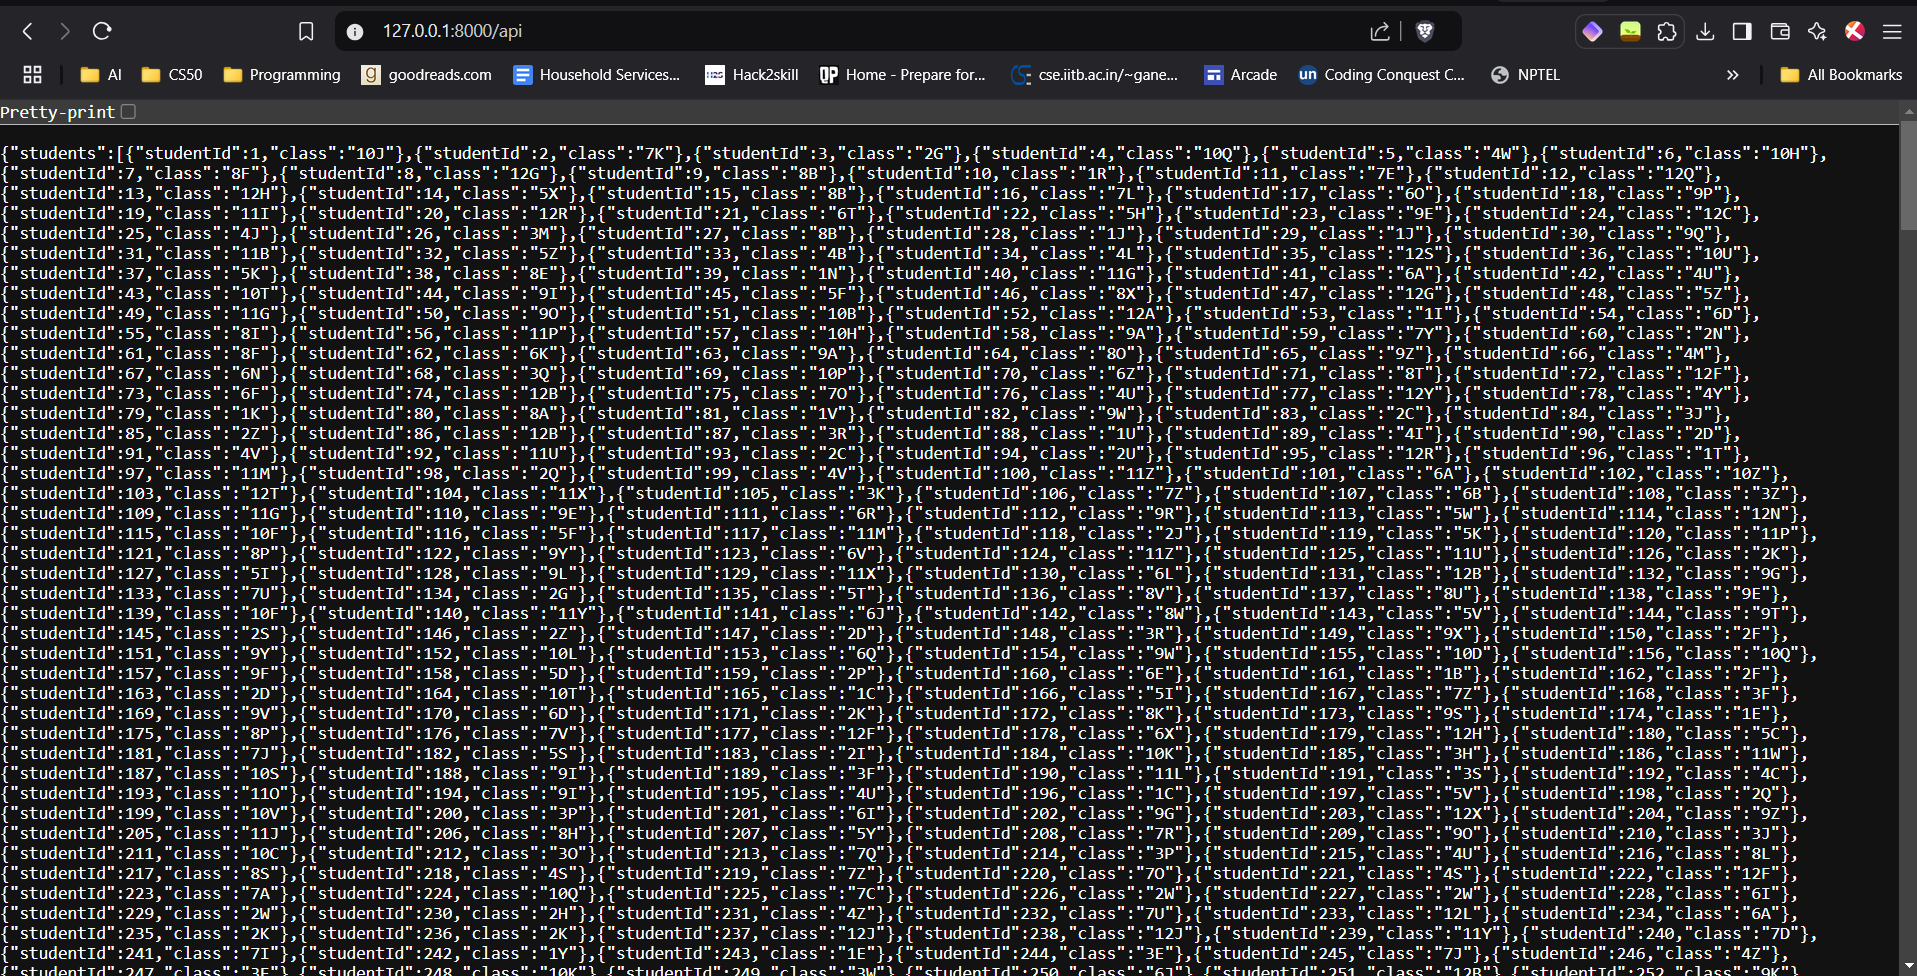 127.0.0.1:8000/api
AI CS50 Programming goodreads.com Household Services... Hack2skill Home - Prepare for... cse.iitb.ac.in/~gane... Arcade Coding Conquest C... NPTEL » All Bookmarks
Pretty-print
{"students":[{"studentId":1,"class":"10J"},{"studentId":2,"class":"7K"},{"studentId":3,"class":"2G"},{"studentId":4,"class":"10Q"},{"studentId":5,"class":"4W"},{"studentId":6,"class":"10H"},
{"studentId":7,"class":"8F"},{"studentId":8,"class":"12G"},{"studentId":9,"class":"8B"},{"studentId":10,"class":"1R"},{"studentId":11,"class":"7E"},{"studentId":12,"class":"12Q"},
{"studentId":13,"class":"12H"},{"studentId":14,"class":"5X"},{"studentId":15,"class":"8B"},{"studentId":16,"class":"7L"},{"studentId":17,"class":"6O"},{"studentId":18,"class":"9P"},
{"studentId":19,"class":"11I"},{"studentId":20,"class":"12R"},{"studentId":21,"class":"6T"},{"studentId":22,"class":"5H"},{"studentId":23,"class":"9E"},{"studentId":24,"class":"12C"},
{"studentId":25,"class":"4J"},{"studentId":26,"class":"3M"},{"studentId":27,"class":"8B"},{"studentId":28,"class":"1J"},{"studentId":29,"class":"1J"},{"studentId":30,"class":"9Q"},
{"studentId":31,"class":"11B"},{"studentId":32,"class":"5Z"},{"studentId":33,"class":"4B"},{"studentId":34,"class":"4L"},{"studentId":35,"class":"12S"},{"studentId":36,"class":"10U"},
{"studentId":37,"class":"5K"},{"studentId":38,"class":"8E"},{"studentId":39,"class":"1N"},{"studentId":40,"class":"11G"},{"studentId":41,"class":"6A"},{"studentId":42,"class":"4U"},
{"studentId":43,"class":"10T"},{"studentId":44,"class":"9I"},{"studentId":45,"class":"5F"},{"studentId":46,"class":"8X"},{"studentId":47,"class":"12G"},{"studentId":48,"class":"5Z"},
{"studentId":49,"class":"11G"},{"studentId":50,"class":"9O"},{"studentId":51,"class":"10B"},{"studentId":52,"class":"12A"},{"studentId":53,"class":"1I"},{"studentId":54,"class":"6D"},
{"studentId":55,"class":"8I"},{"studentId":56,"class":"11P"},{"studentId":57,"class":"10H"},{"studentId":58,"class":"9A"},{"studentId":59,"class":"7Y"},{"studentId":60,"class":"2N"},
{"studentId":61,"class":"8F"},{"studentId":62,"class":"6K"},{"studentId":63,"class":"9A"},{"studentId":64,"class":"8O"},{"studentId":65,"class":"9Z"},{"studentId":66,"class":"4M"},
{"studentId":67,"class":"6N"},{"studentId":68,"class":"3Q"},{"studentId":69,"class":"10P"},{"studentId":70,"class":"6Z"},{"studentId":71,"class":"8T"},{"studentId":72,"class":"12F"},
{"studentId":73,"class":"6F"},{"studentId":74,"class":"12B"},{"studentId":75,"class":"7O"},{"studentId":76,"class":"4U"},{"studentId":77,"class":"12Y"},{"studentId":78,"class":"4Y"},
{"studentId":79,"class":"1K"},{"studentId":80,"class":"8A"},{"studentId":81,"class":"1V"},{"studentId":82,"class":"9W"},{"studentId":83,"class":"2C"},{"studentId":84,"class":"3J"},
{"studentId":85,"class":"2Z"},{"studentId":86,"class":"12B"},{"studentId":87,"class":"3R"},{"studentId":88,"class":"1U"},{"studentId":89,"class":"4I"},{"studentId":90,"class":"2D"},
{"studentId":91,"class":"4V"},{"studentId":92,"class":"11U"},{"studentId":93,"class":"2C"},{"studentId":94,"class":"2U"},{"studentId":95,"class":"12R"},{"studentId":96,"class":"1T"},
{"studentId":97,"class":"11M"},{"studentId":98,"class":"2Q"},{"studentId":99,"class":"4V"},{"studentId":100,"class":"11Z"},{"studentId":101,"class":"6A"},{"studentId":102,"class":"10Z"},
{"studentId":103,"class":"12T"},{"studentId":104,"class":"11X"},{"studentId":105,"class":"3K"},{"studentId":106,"class":"7Z"},{"studentId":107,"class":"6B"},{"studentId":108,"class":"3Z"},
{"studentId":109,"class":"11G"},{"studentId":110,"class":"9E"},{"studentId":111,"class":"6R"},{"studentId":112,"class":"9R"},{"studentId":113,"class":"5W"},{"studentId":114,"class":"12N"},
{"studentId":115,"class":"10F"},{"studentId":116,"class":"5F"},{"studentId":117,"class":"11M"},{"studentId":118,"class":"2J"},{"studentId":119,"class":"5K"},{"studentId":120,"class":"11P"},
{"studentId":121,"class":"8P"},{"studentId":122,"class":"9Y"},{"studentId":123,"class":"6V"},{"studentId":124,"class":"11Z"},{"studentId":125,"class":"11U"},{"studentId":126,"class":"2K"},
{"studentId":127,"class":"5I"},{"studentId":128,"class":"9L"},{"studentId":129,"class":"11X"},{"studentId":130,"class":"6L"},{"studentId":131,"class":"12B"},{"studentId":132,"class":"9G"},
{"studentId":133,"class":"7U"},{"studentId":134,"class":"2G"},{"studentId":135,"class":"5T"},{"studentId":136,"class":"8V"},{"studentId":137,"class":"8U"},{"studentId":138,"class":"9E"},
{"studentId":139,"class":"10F"},{"studentId":140,"class":"11Y"},{"studentId":141,"class":"6J"},{"studentId":142,"class":"8W"},{"studentId":143,"class":"5V"},{"studentId":144,"class":"9T"},
{"studentId":145,"class":"2S"},{"studentId":146,"class":"2Z"},{"studentId":147,"class":"2D"},{"studentId":148,"class":"3R"},{"studentId":149,"class":"9X"},{"studentId":150,"class":"2F"},
{"studentId":151,"class":"9Y"},{"studentId":152,"class":"10L"},{"studentId":153,"class":"6Q"},{"studentId":154,"class":"9W"},{"studentId":155,"class":"10D"},{"studentId":156,"class":"10Q"},
{"studentId":157,"class":"9F"},{"studentId":158,"class":"5D"},{"studentId":159,"class":"2P"},{"studentId":160,"class":"6E"},{"studentId":161,"class":"1B"},{"studentId":162,"class":"2F"},
{"studentId":163,"class":"2D"},{"studentId":164,"class":"10T"},{"studentId":165,"class":"1C"},{"studentId":166,"class":"5I"},{"studentId":167,"class":"7Z"},{"studentId":168,"class":"3F"},
{"studentId":169,"class":"9V"},{"studentId":170,"class":"6D"},{"studentId":171,"class":"2K"},{"studentId":172,"class":"8K"},{"studentId":173,"class":"9S"},{"studentId":174,"class":"1E"},
{"studentId":175,"class":"8P"},{"studentId":176,"class":"7V"},{"studentId":177,"class":"12F"},{"studentId":178,"class":"6X"},{"studentId":179,"class":"12H"},{"studentId":180,"class":"5C"},
{"studentId":181,"class":"7J"},{"studentId":182,"class":"5S"},{"studentId":183,"class":"2I"},{"studentId":184,"class":"10K"},{"studentId":185,"class":"3H"},{"studentId":186,"class":"11W"},
{"studentId":187,"class":"10S"},{"studentId":188,"class":"9I"},{"studentId":189,"class":"3F"},{"studentId":190,"class":"11L"},{"studentId":191,"class":"3S"},{"studentId":192,"class":"4C"},
{"studentId":193,"class":"11O"},{"studentId":194,"class":"9I"},{"studentId":195,"class":"4U"},{"studentId":196,"class":"1C"},{"studentId":197,"class":"5V"},{"studentId":198,"class":"2Q"},
{"studentId":199,"class":"10V"},{"studentId":200,"class":"3P"},{"studentId":201,"class":"6I"},{"studentId":202,"class":"9G"},{"studentId":203,"class":"12X"},{"studentId":204,"class":"9Z"},
{"studentId":205,"class":"11J"},{"studentId":206,"class":"8H"},{"studentId":207,"class":"5Y"},{"studentId":208,"class":"7R"},{"studentId":209,"class":"9O"},{"studentId":210,"class":"3J"},
{"studentId":211,"class":"10C"},{"studentId":212,"class":"3O"},{"studentId":213,"class":"7Q"},{"studentId":214,"class":"3P"},{"studentId":215,"class":"4U"},{"studentId":216,"class":"8L"},
{"studentId":217,"class":"8S"},{"studentId":218,"class":"4S"},{"studentId":219,"class":"7Z"},{"studentId":220,"class":"7O"},{"studentId":221,"class":"4S"},{"studentId":222,"class":"12F"},
{"studentId":223,"class":"7A"},{"studentId":224,"class":"10Q"},{"studentId":225,"class":"7C"},{"studentId":226,"class":"2W"},{"studentId":227,"class":"2W"},{"studentId":228,"class":"6I"},
{"studentId":229,"class":"2W"},{"studentId":230,"class":"2H"},{"studentId":231,"class":"4Z"},{"studentId":232,"class":"7U"},{"studentId":233,"class":"12L"},{"studentId":234,"class":"6A"},
{"studentId":235,"class":"2K"},{"studentId":236,"class":"2K"},{"studentId":237,"class":"12J"},{"studentId":238,"class":"12J"},{"studentId":239,"class":"11Y"},{"studentId":240,"class":"7D"},
{"studentId":241,"class":"7I"},{"studentId":242,"class":"1Y"},{"studentId":243,"class":"1E"},{"studentId":244,"class":"3E"},{"studentId":245,"class":"7J"},{"studentId":246,"class":"4Z"},
{"studentId":247,"class":"3E"},{"studentId":248,"class":"10K"},{"studentId":249,"class":"3W"},{"studentId":250,"class":"6J"},{"studentId":251,"class":"12B"},{"studentId":252,"class":"9K"},